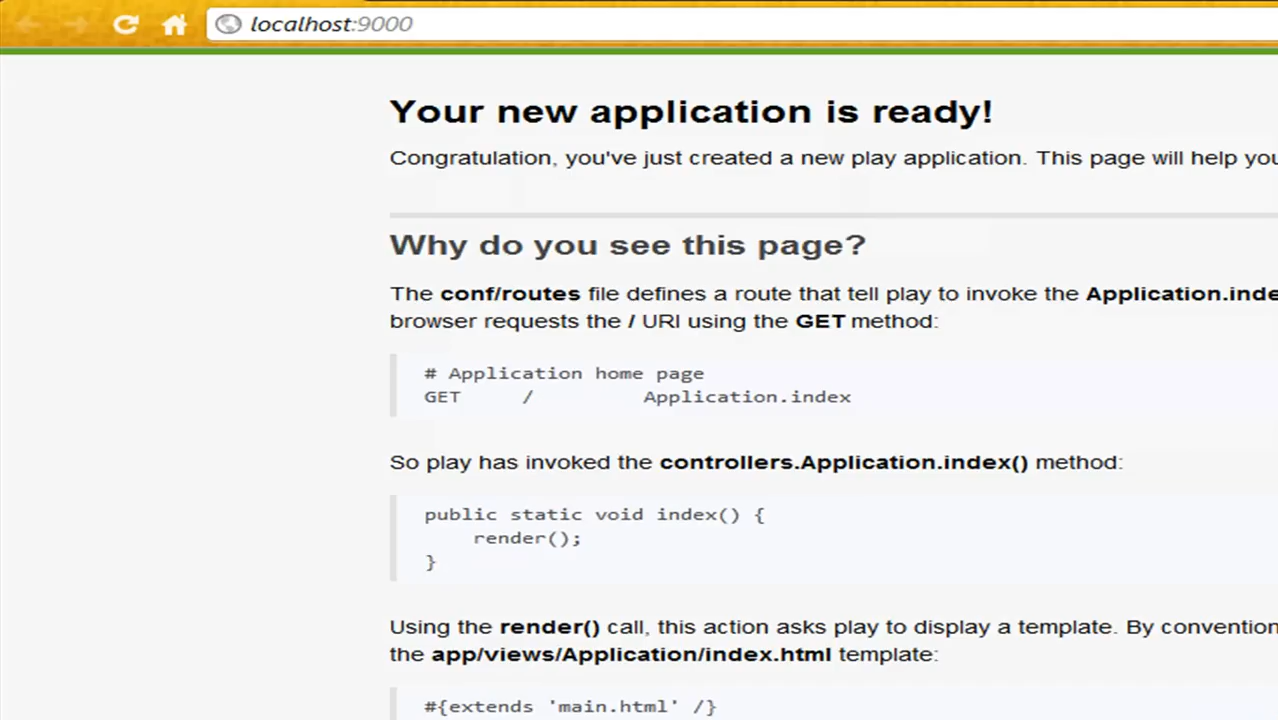 localhost:9000
Your new application is ready!
Congratulation, you've just created a new play application. This page will help you
Why do you see this page?
The conf/routes file defines a route that tell play to invoke the Application.inde
browser requests the / URI using the GET method:
# Application home page
GET / Application.index
So play has invoked the controllers.Application.index() method:
public static void index() {
render();
}
Using the render() call, this action asks play to display a template. By convention
the app/views/Application/index.html template:
#{extends 'main.html' /}